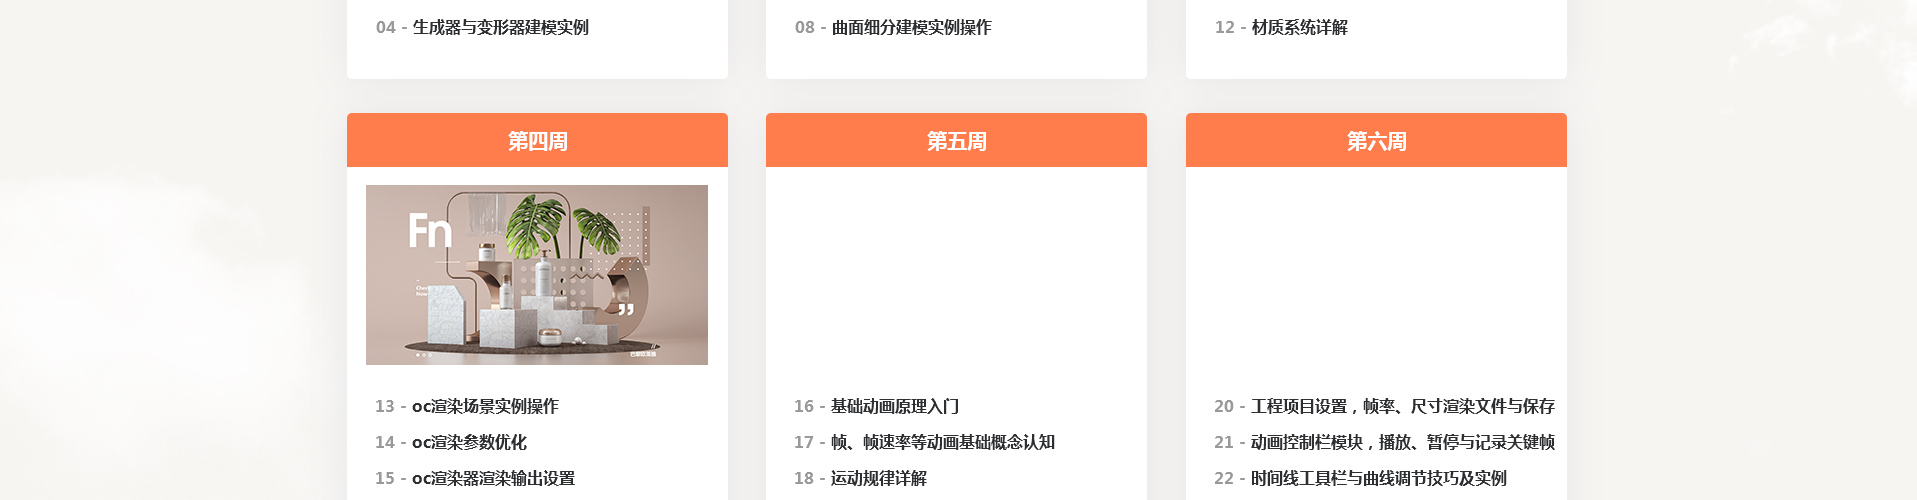 04 - 生成器与变形器建模实例
08 - 曲面细分建模实例操作
12 - 材质系统详解
第四周
Fn
13 - oc渲染场景实例操作
14 - oc渲染参数优化
15 - oc渲染器渲染输出设置
第五周
16 - 基础动画原理入门
17 - 帧、帧速率等动画基础概念认知
18 - 运动规律详解
第六周
20 - 工程项目设置，帧率、尺寸渲染文件与保存
21 - 动画控制栏模块，播放、暂停与记录关键帧
22 - 时间线工具栏与曲线调节技巧及实例